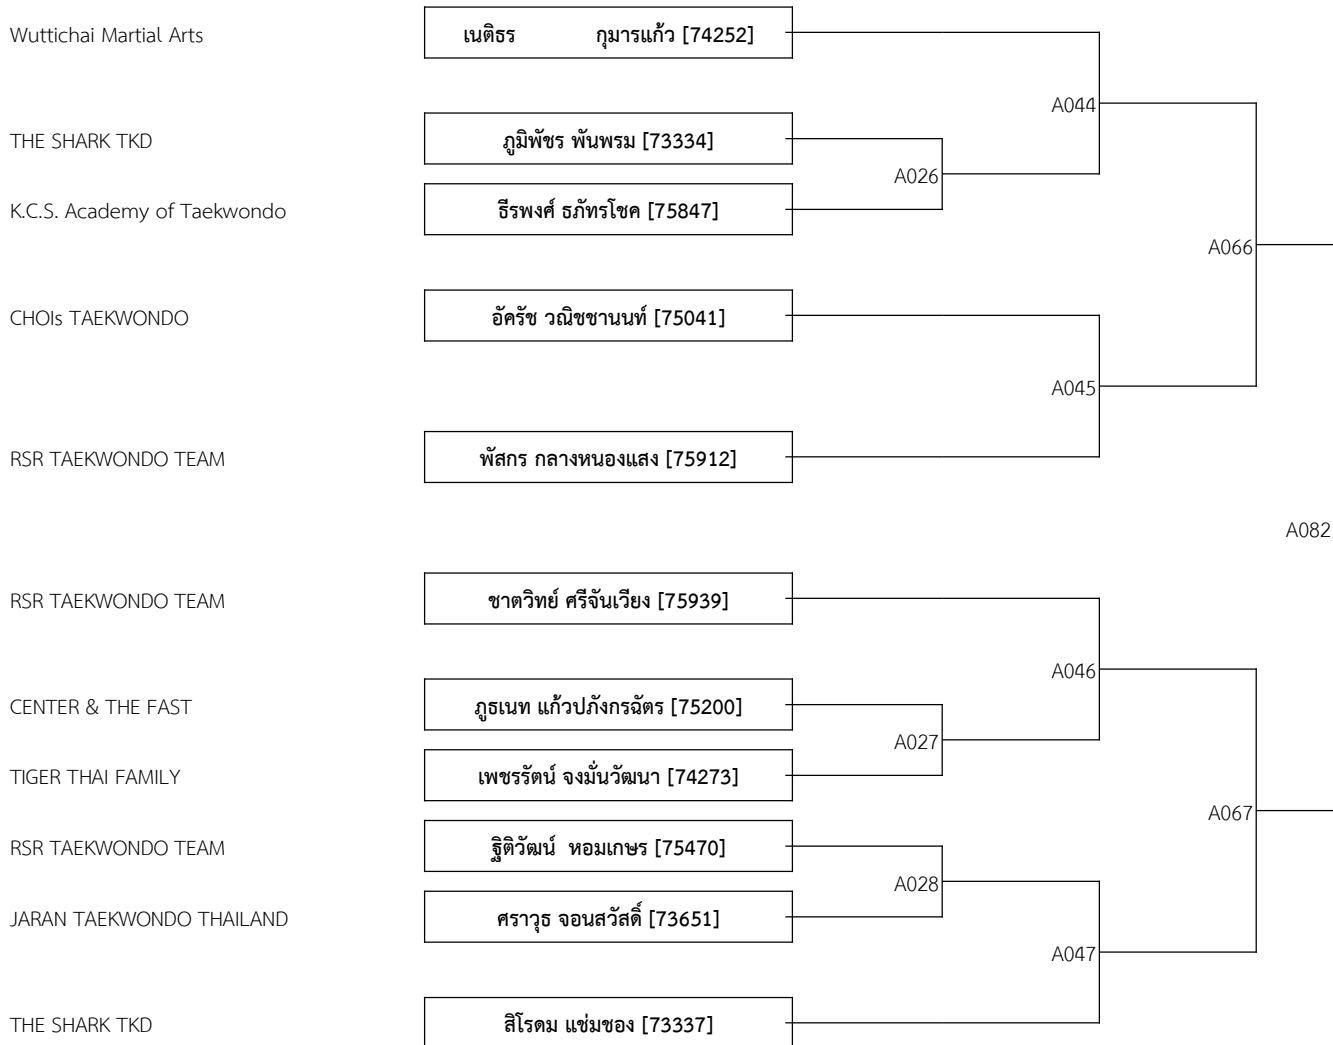 Wuttichai Martial Arts เนติธร กุมารแก้ว [74252]
A044
THE SHARK TKD ภูมิพัชร พันพรม [73334]
A026
K.C.S. Academy of Taekwondo ธีรพงศ์ ธภัทรโชค [75847]
A066
CHOIs TAEKWONDO อัครัช วณิชชานนท์ [75041]
A045
RSR TAEKWONDO TEAM พัสกร กลางหนองแสง [75912]
A082
RSR TAEKWONDO TEAM ชาตวิทย์ ศรีจันเวียง [75939]
A046
CENTER & THE FAST ภูธเนท แก้วปภังกรฉัตร [75200]
A027
TIGER THAI FAMILY เพชรรัตน์ จงมั่นวัฒนา [74273]
A067
RSR TAEKWONDO TEAM ฐิติวัฒน์ หอมเกษร [75470]
A028
JARAN TAEKWONDO THAILAND ศราวุธ จอนสวัสดิ์ [73651]
A047
THE SHARK TKD สิโรดม แช่มชอง [73337]